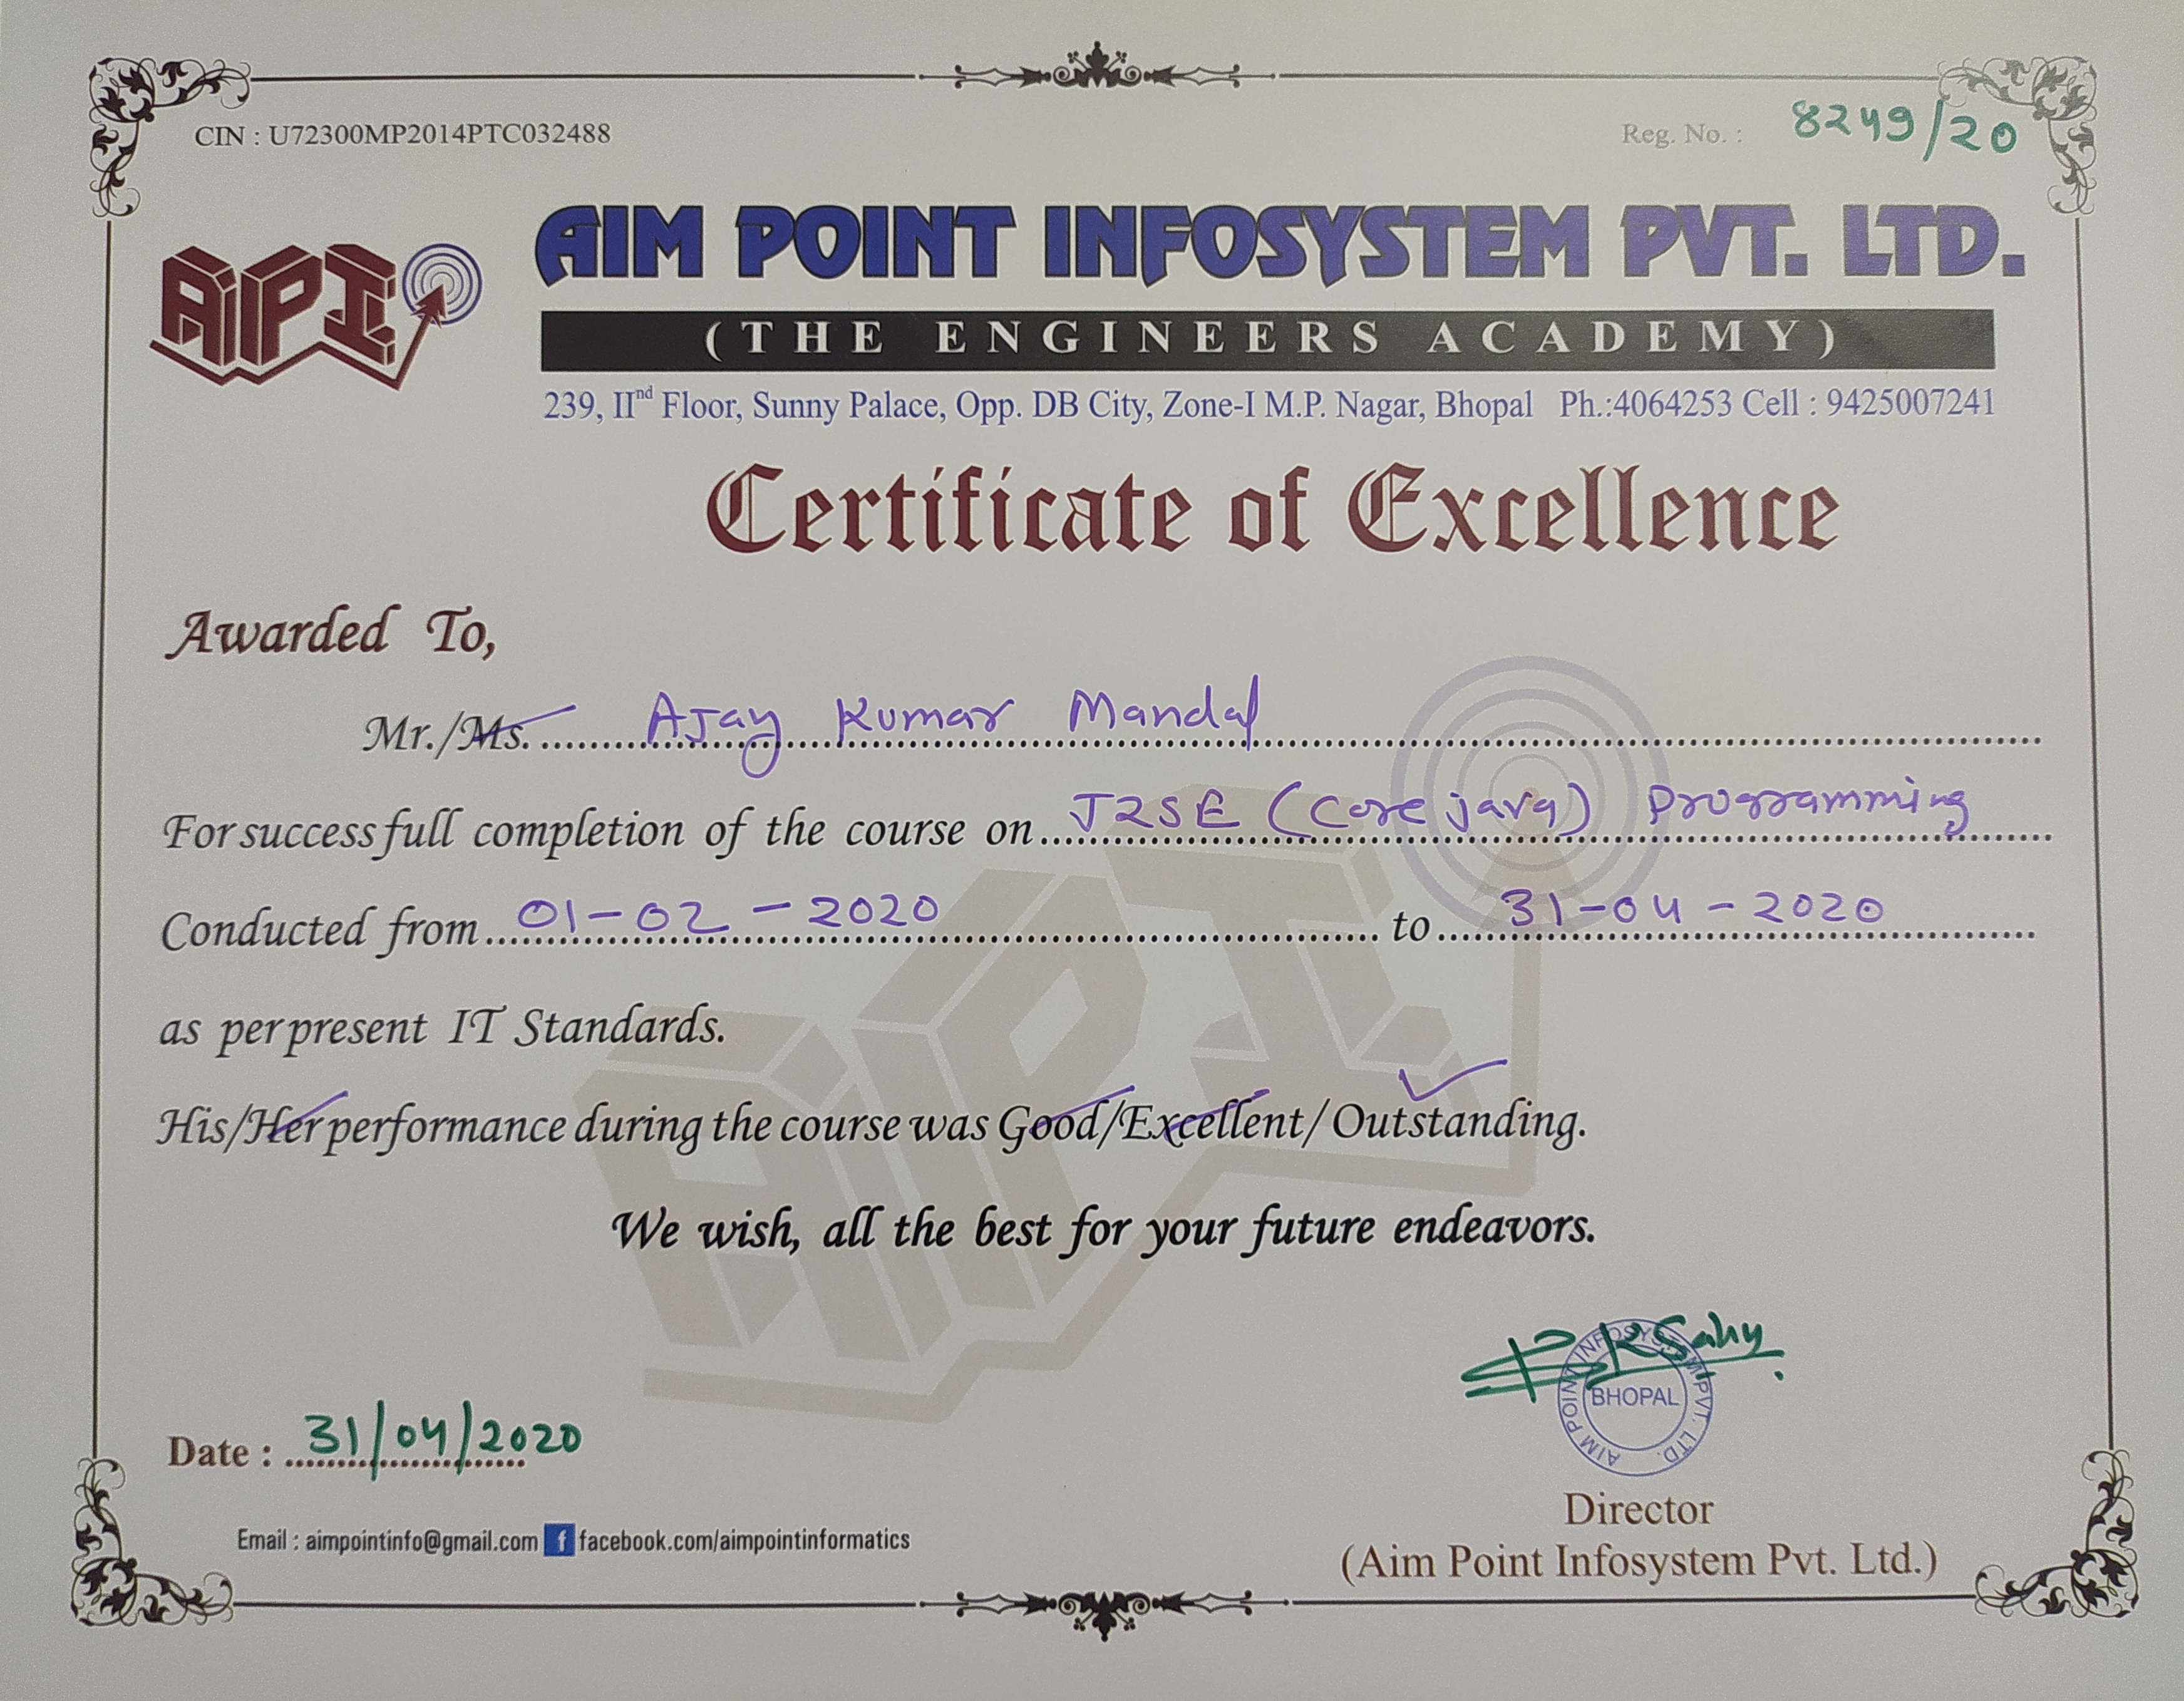 CIN : U72300MP2014PTC032488
Reg. No. : 8249/20
AIPI
AIM POINT INFOSYSTEM PVT. LTD.
(THE ENGINEERS ACADEMY)
239, IInd Floor, Sunny Palace, Opp. DB City, Zone-I M.P. Nagar, Bhopal Ph.:4064253 Cell : 9425007241
Certificate of Excellence
Awarded To,
Mr./Ms. AJay Kumar Mandal
For successfull completion of the course on J2SE (Core java) Programming
Conducted from 01-02-2020 to 31-04-2020
as per present IT Standards.
His/Her performance during the course was Good/Excellent/Outstanding.
We wish, all the best for your future endeavors.
RK Sahu
AIM POINT INFOSYSTEM PVT. LTD.
BHOPAL
Date : 31/04/2020
Director
(Aim Point Infosystem Pvt. Ltd.)
Email : aimpointinfo@gmail.com f facebook.com/aimpointinformatics